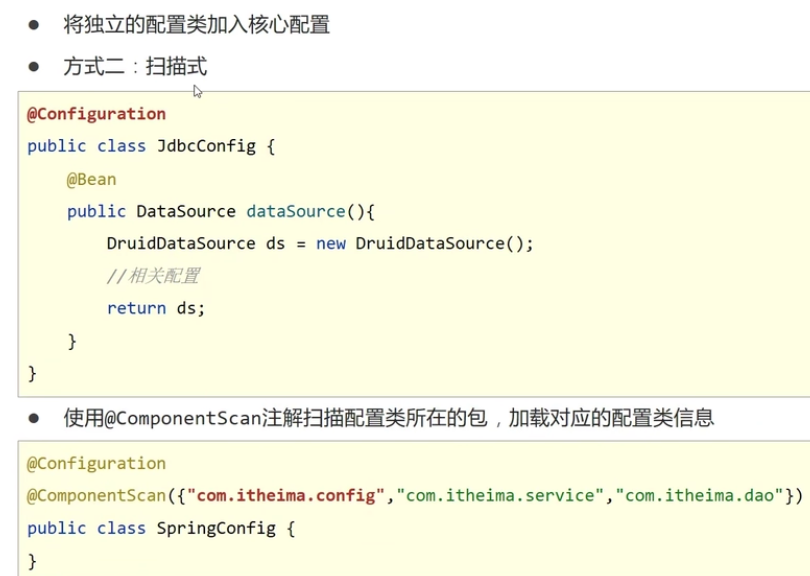 ● 将独立的配置类加入核心配置
● 方式二：扫描式
@Configuration
public class JdbcConfig {
    @Bean
    public DataSource dataSource(){
        DruidDataSource ds = new DruidDataSource();
        //相关配置
        return ds;
    }
}
● 使用@ComponentScan注解扫描配置类所在的包，加载对应的配置类信息
@Configuration
@ComponentScan({"com.itheima.config","com.itheima.service","com.itheima.dao"})
public class SpringConfig {
}